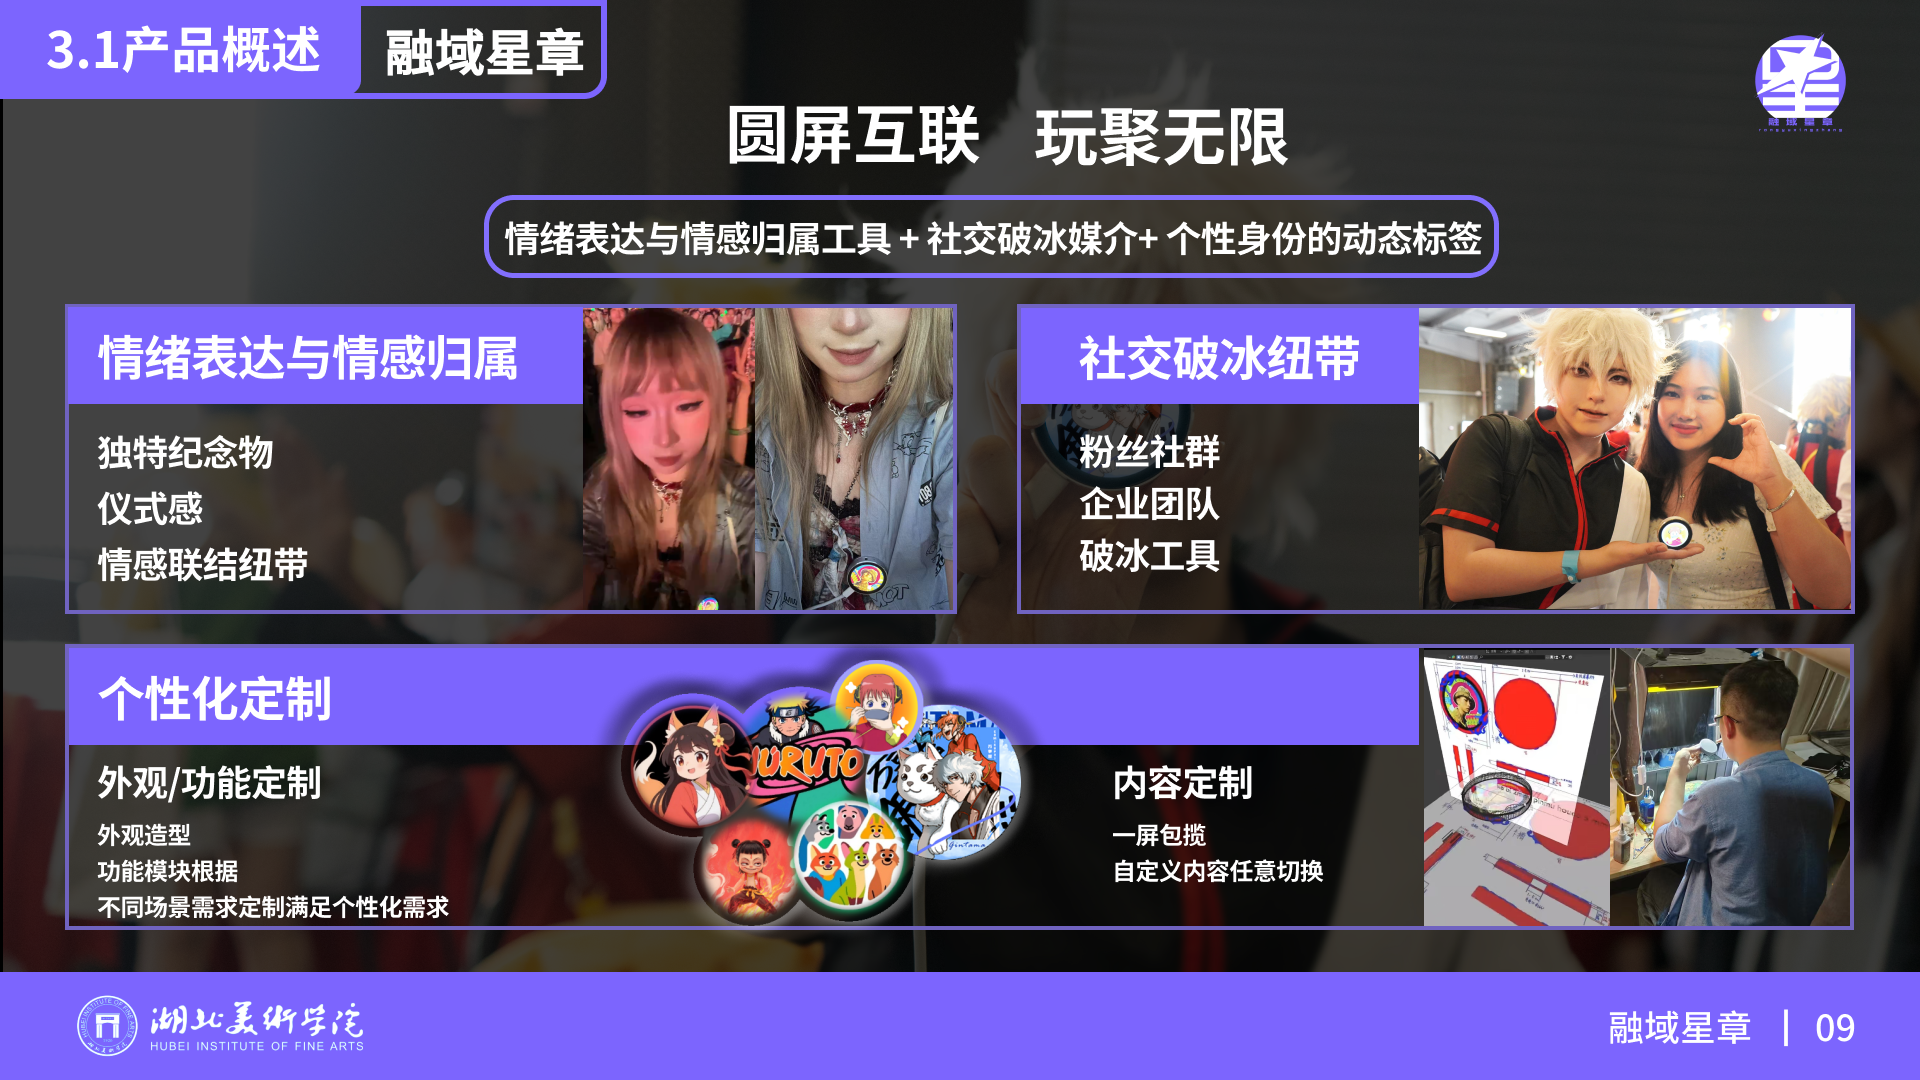 3.1产品概述
融域星章
融域星章
rongyuxingzhang
圆屏互联 玩聚无限
情绪表达与情感归属工具 + 社交破冰媒介+ 个性身份的动态标签
情绪表达与情感归属
独特纪念物
仪式感
情感联结纽带
社交破冰纽带
粉丝社群
企业团队
破冰工具
个性化定制
外观/功能定制
外观造型
功能模块根据
不同场景需求定制满足个性化需求
NURUTO
Gintama
内容定制
一屏包揽
自定义内容任意切换
湖北美術学院
HUBEI INSTITUTE OF FINE ARTS
融域星章 | 09